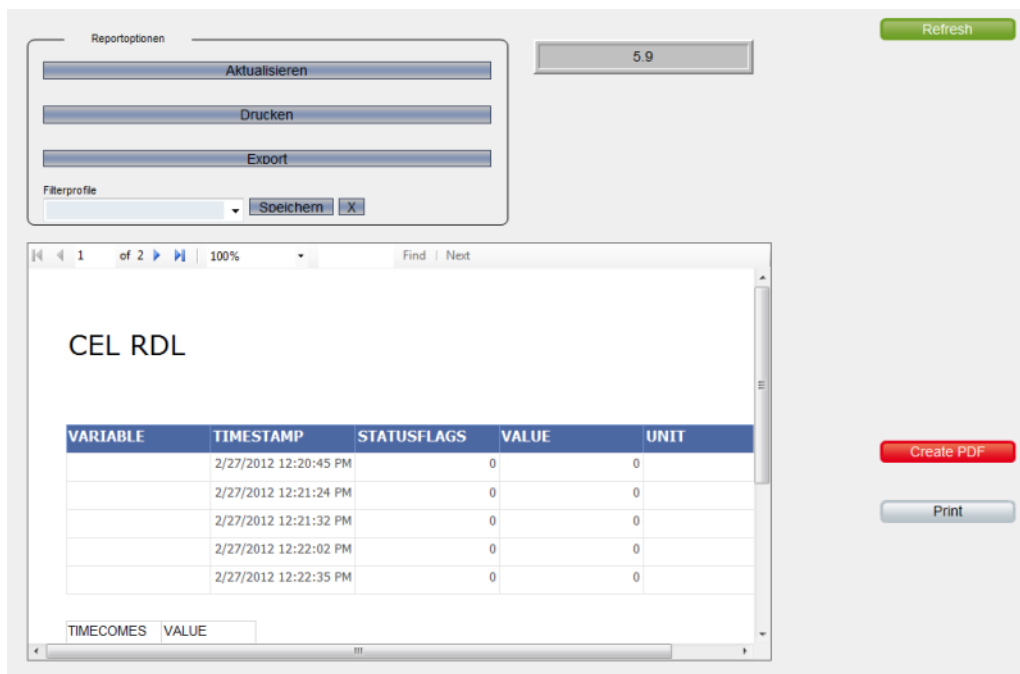 Refresh
Reportoptionen
5.9
Aktualisieren
Drucken
Export
Filterprofile
Speichern X
1 of 2 100% Find | Next
CEL RDL
VARIABLE TIMESTAMP STATUSFLAGS VALUE UNIT
2/27/2012 12:20:45 PM 0 0
2/27/2012 12:21:24 PM 0 0
2/27/2012 12:21:32 PM 0 0
2/27/2012 12:22:02 PM 0 0
2/27/2012 12:22:35 PM 0 0
TIMECOMES VALUE
Create PDF
Print